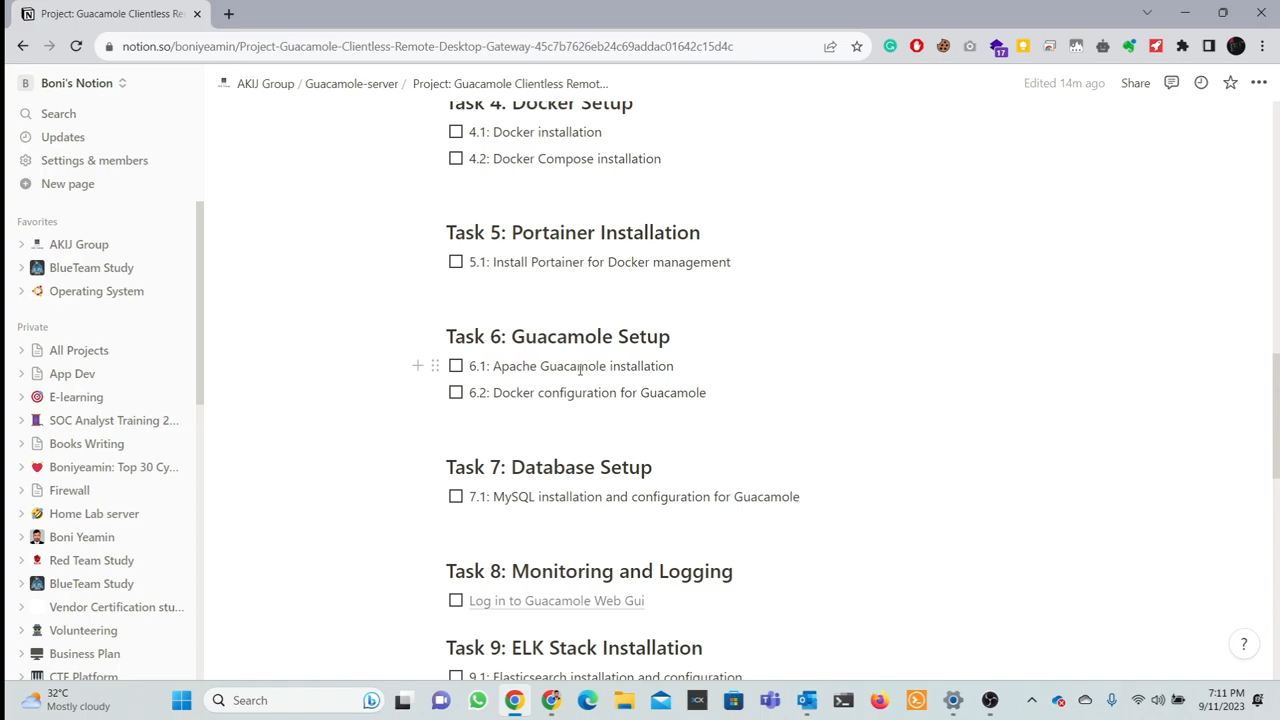 Project: Guacamole Clientless Re
notion.so/boniyeamin/Project-Guacamole-Clientless-Remote-Desktop-Gateway-45c7b7626eb24c69addac01642c15d4c
17
B Boni's Notion
AKIJ Group / Guacamole-server / Project: Guacamole Clientless Remot...
Edited 14m ago
Share
Search
Updates
Settings & members
New page
Favorites
AKIJ Group
BlueTeam Study
Operating System
Private
All Projects
App Dev
E-learning
SOC Analyst Training 2...
Books Writing
Boniyeamin: Top 30 Cy...
Firewall
Home Lab server
Boni Yeamin
Red Team Study
BlueTeam Study
Vendor Certification stu...
Volunteering
Business Plan
CTF Platform
Task 4: Docker Setup
4.1: Docker installation
4.2: Docker Compose installation
Task 5: Portainer Installation
5.1: Install Portainer for Docker management
Task 6: Guacamole Setup
6.1: Apache Guacamole installation
6.2: Docker configuration for Guacamole
Task 7: Database Setup
7.1: MySQL installation and configuration for Guacamole
Task 8: Monitoring and Logging
Log in to Guacamole Web Gui
Task 9: ELK Stack Installation
9.1: Elasticsearch installation and configuration
?
32°C
Mostly cloudy
Search
7:11 PM
9/11/2023